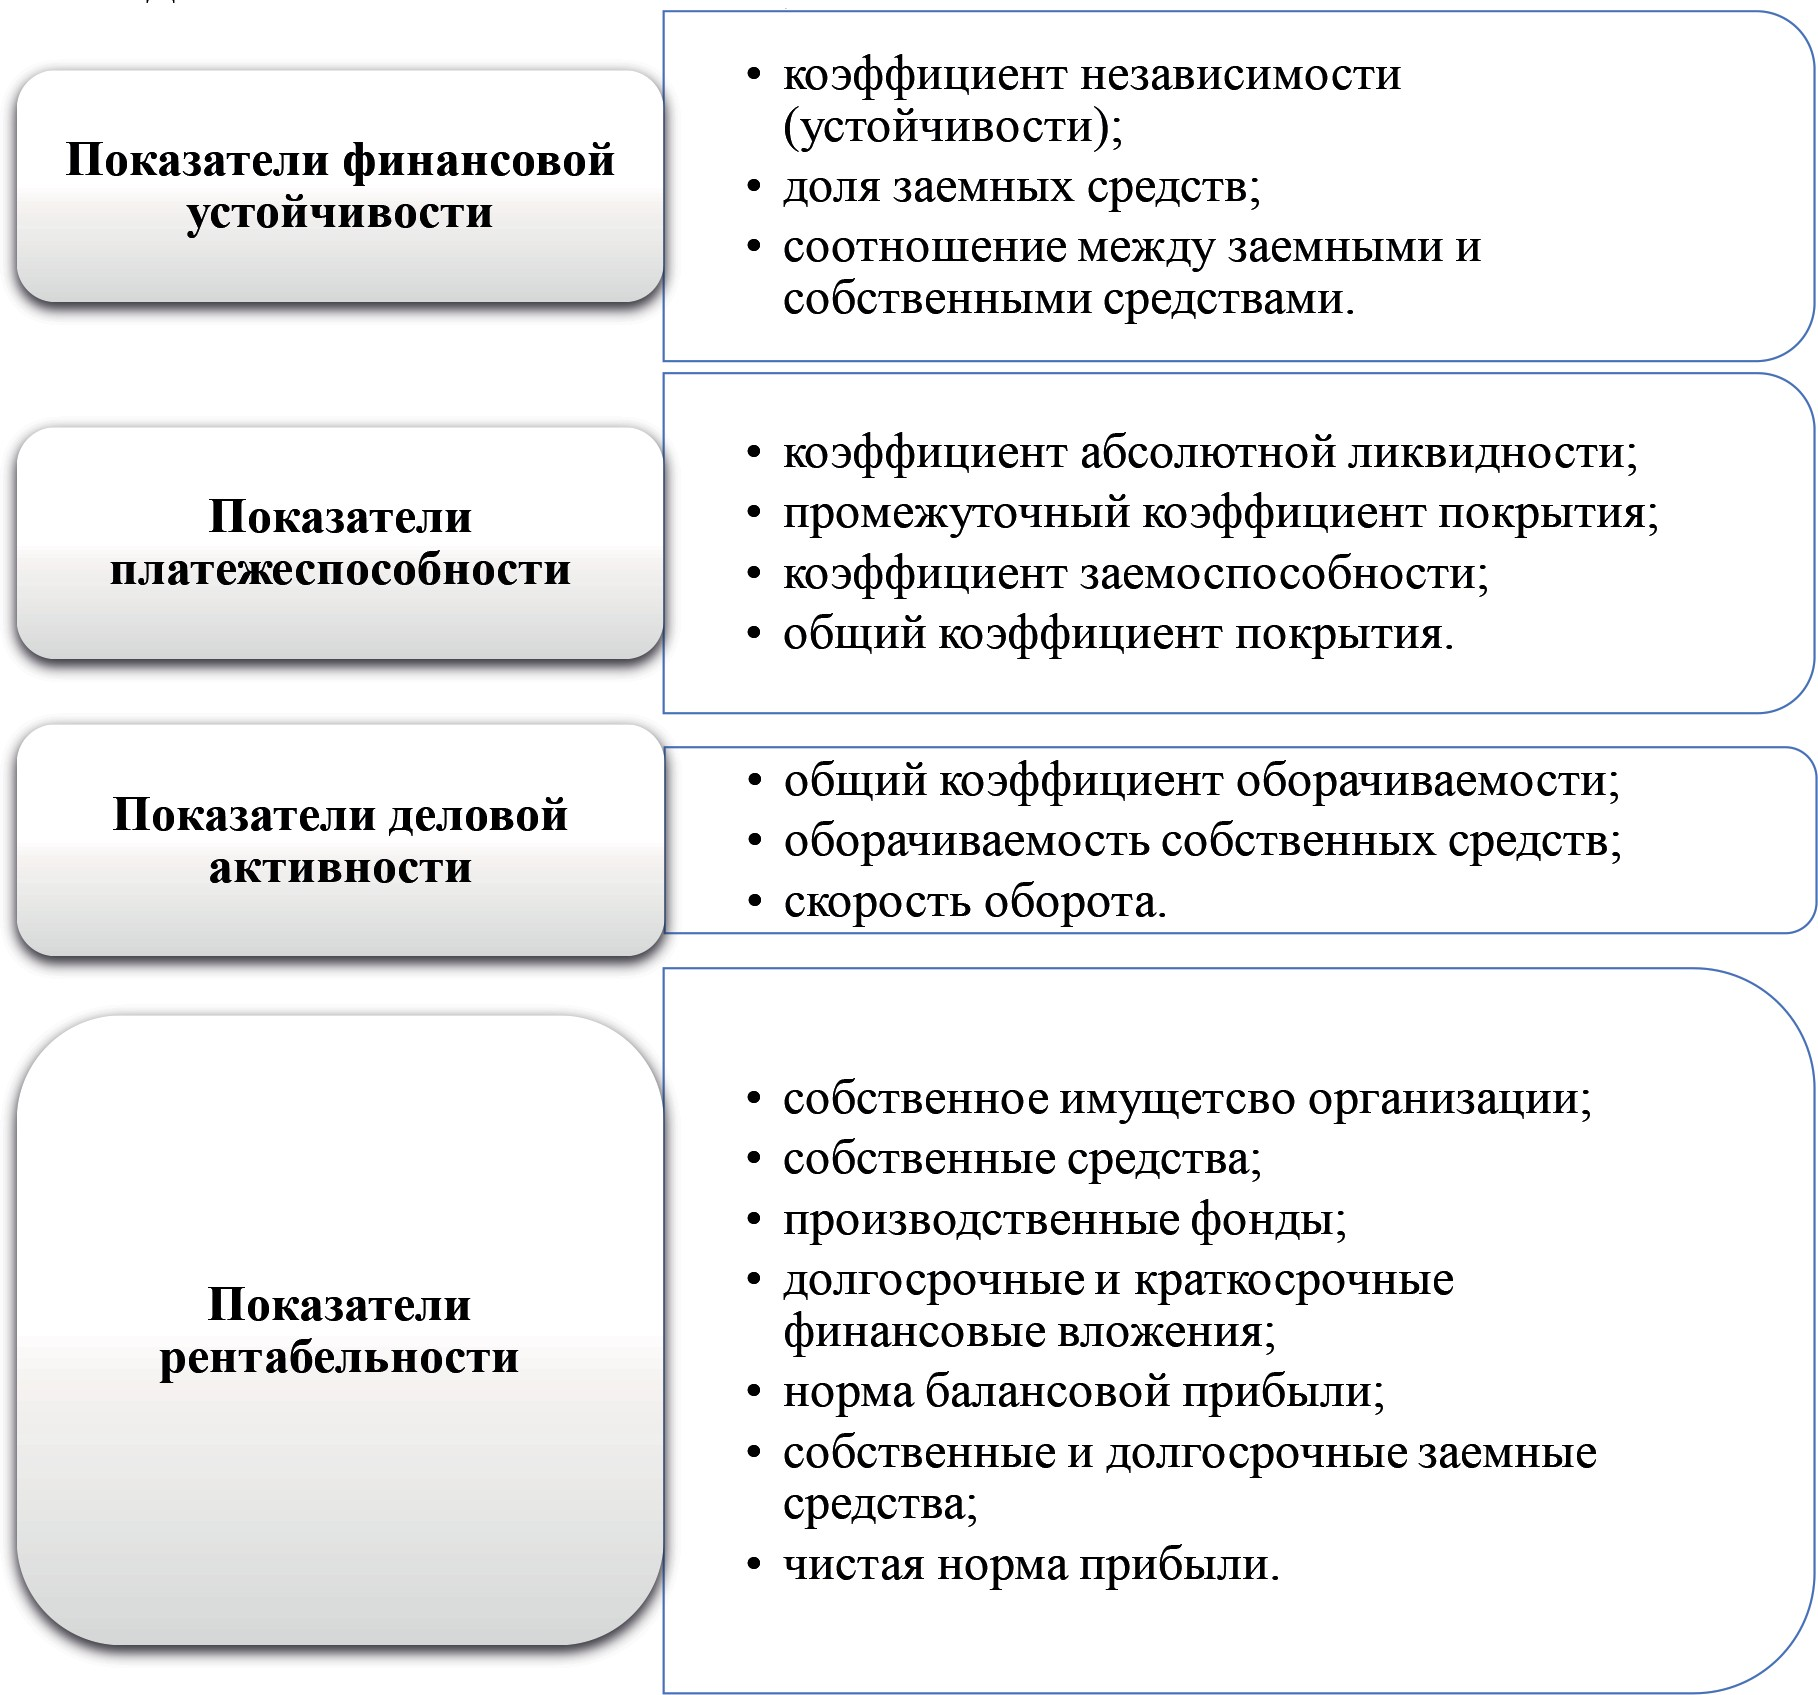 Показатели финансовой
устойчивости
• коэффициент независимости
(устойчивости);
• доля заемных средств;
• соотношение между заемными и
собственными средствами.
Показатели
платежеспособности
• коэффициент абсолютной ликвидности;
• промежуточный коэффициент покрытия;
• коэффициент заемоспособности;
• общий коэффициент покрытия.
Показатели деловой
активности
• общий коэффициент оборачиваемости;
• оборачиваемость собственных средств;
• скорость оборота.
Показатели
рентабельности
• собственное имущетсво организации;
• собственные средства;
• производственные фонды;
• долгосрочные и краткосрочные
финансовые вложения;
• норма балансовой прибыли;
• собственные и долгосрочные заемные
средства;
• чистая норма прибыли.